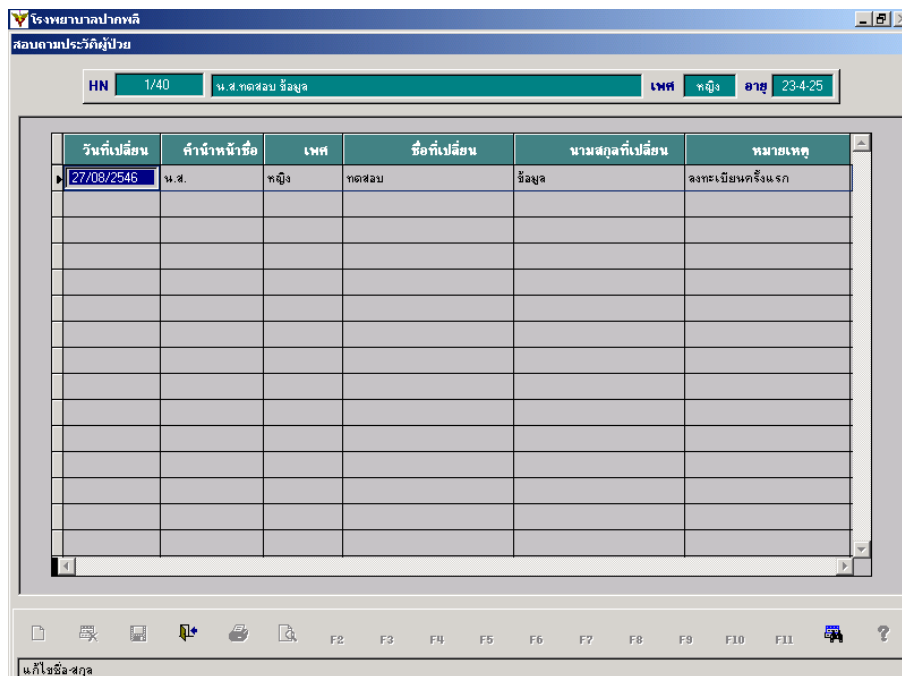 โรงพยาบาลปากพลี
สอบถามประวัติผู้ป่วย
HN 1/40 น.ส.ทดสอบ ข้อมูล เพศ หญิง อายุ 23-4-25
วันที่เปลี่ยน คำนำหน้าชื่อ เพศ ชื่อที่เปลี่ยน นามสกุลที่เปลี่ยน หมายเหตุ
27/08/2546 น.ส. หญิง ทดสอบ ข้อมูล ลงทะเบียนครั้งแรก
F2 F3 F4 F5 F6 F7 F8 F9 F10 F11
แก้ไขชื่อ-สกุล